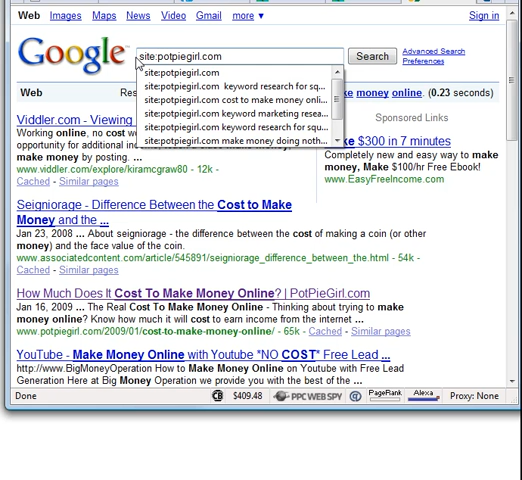 Web Images Maps News Video Gmail more ▼ Sign in
Google
site:potpiegirl.com
Search
Advanced Search
Preferences
site:potpiegirl.com
site:potpiegirl.com keyword research for sq...
site:potpiegirl.com cost to make money onli...
site:potpiegirl.com keyword marketing resea...
site:potpiegirl.com keyword research for squ...
site:potpiegirl.com make money doing noth...
Web
make money online. (0.23 seconds)
Viddler.com - Viewing
Working online, no cost
opportunity for additional
make money by posting. ...
www.viddler.com/explore/kiramcgraw80 - 12k -
Cached - Similar pages
Sponsored Links
Make $300 in 7 minutes
Completely new and easy way to make
money, Make $100/hr Free Ebook!
www.EasyFreeIncome.com
Seigniorage - Difference Between the Cost to Make
Money and the ...
Jan 23, 2008 ... About seigniorage - the difference between the cost of making a coin (or other
money) and the face value of the coin.
www.associatedcontent.com/article/545891/seigniorage_difference_between_the.html - 54k -
Cached - Similar pages
How Much Does It Cost To Make Money Online? | PotPieGirl.com
Jan 16, 2009 ... The Real Cost To Make Money Online - Thinking about trying to make
money online? Know how much it will cost to earn income from the internet ...
www.potpiegirl.com/2009/01/cost-to-make-money-online/ - 65k - Cached - Similar pages
YouTube - Make Money Online with Youtube *NO COST* Free Lead ...
http://www.BigMoneyOperation How to Make Money Online on Youtube with Free Lead
Generation Here at Big Money Operation we provide you with the best of the ...
Done $409.48 PPC WEB SPY PageRank Alexa Proxy: None